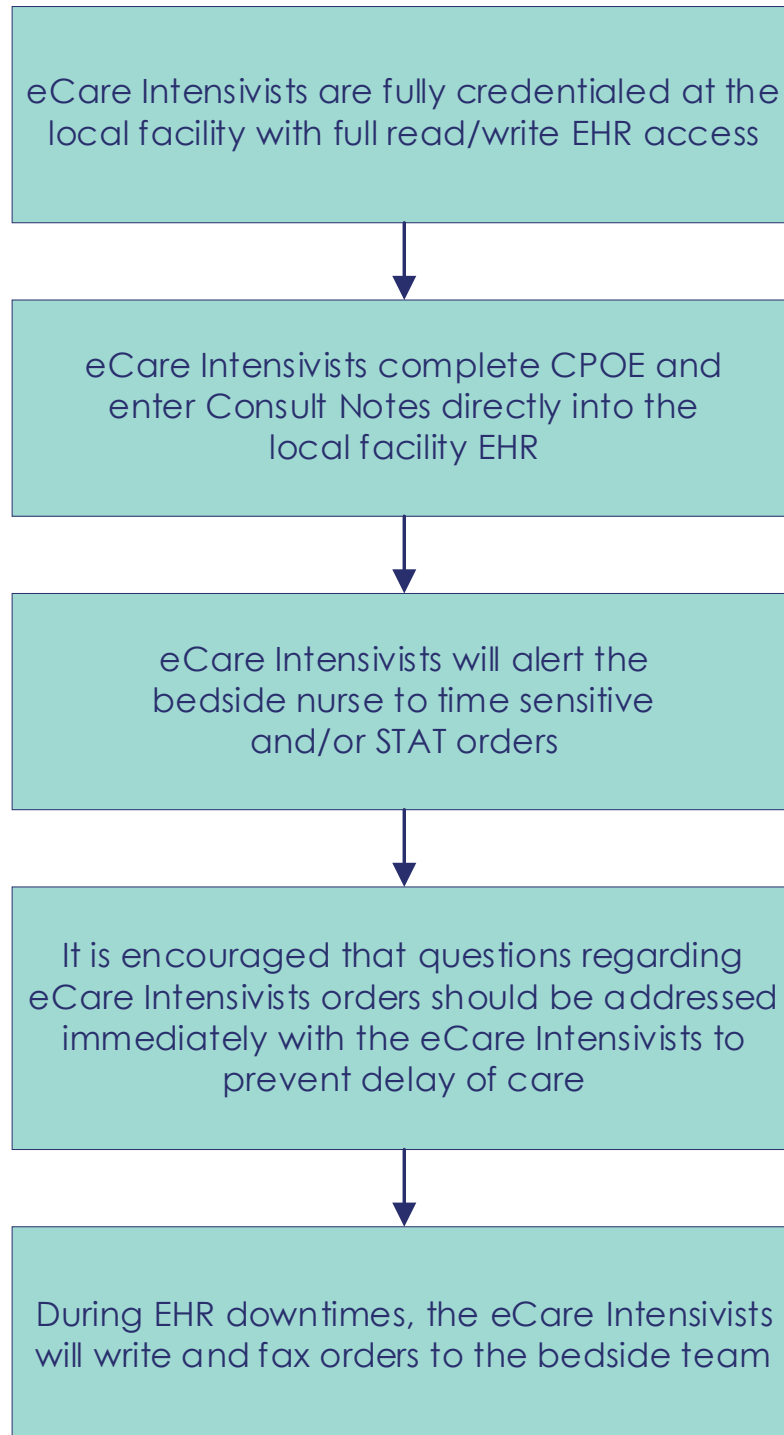 eCare Intensivists are fully credentialed at the
local facility with full read/write EHR access
eCare Intensivists complete CPOE and
enter Consult Notes directly into the
local facility EHR
eCare Intensivists will alert the
bedside nurse to time sensitive
and/or STAT orders
It is encouraged that questions regarding
eCare Intensivists orders should be addressed
immediately with the eCare Intensivists to
prevent delay of care
During EHR downtimes, the eCare Intensivists
will write and fax orders to the bedside team